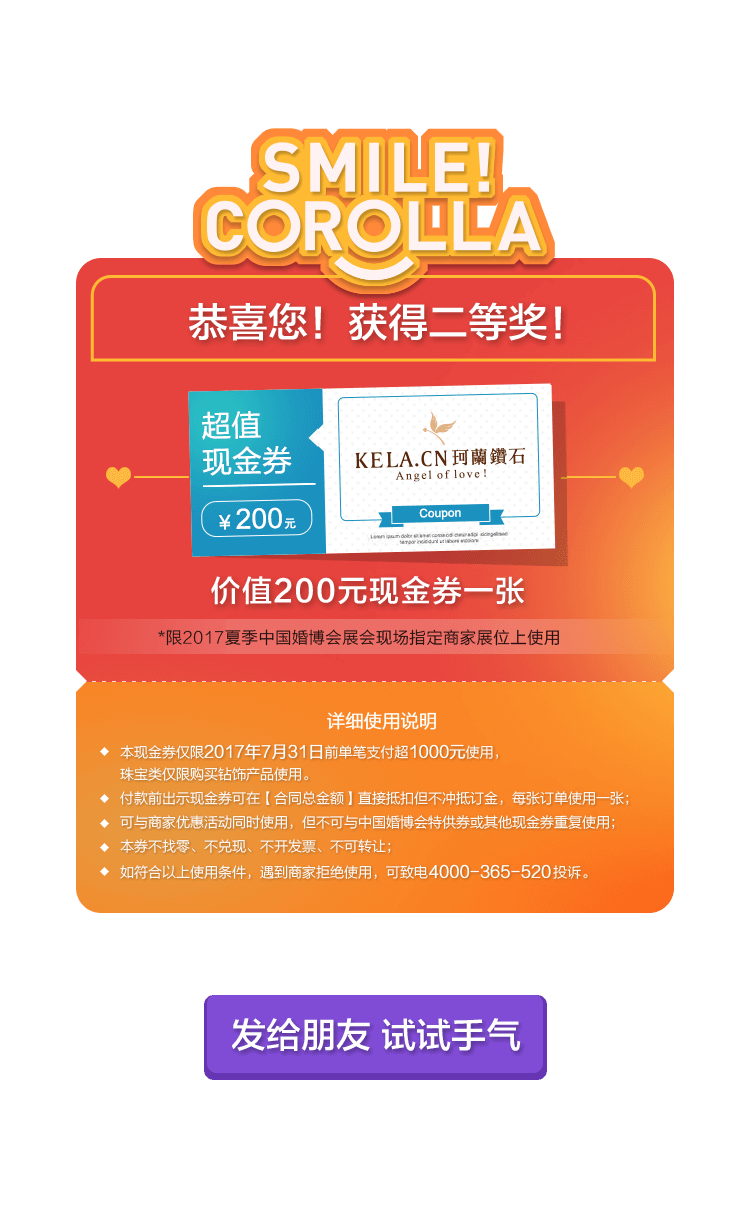 SMILE!
COROLLA
恭喜您！获得二等奖！
超值
现金券
¥200元
KELA.CN 珂蘭鑽石
Angel of love!
Coupon
价值200元现金券一张
*限2017夏季中国婚博会展会现场指定商家展位上使用
详细使用说明
本现金券仅限2017年7月31日前单笔支付超1000元使用，
珠宝类仅限购买钻饰产品使用。
付款前出示现金券可在【合同总金额】直接抵扣但不冲抵订金，每张订单使用一张；
可与商家优惠活动同时使用，但不可与中国婚博会特供券或其他现金券重复使用；
本券不找零、不兑现、不开发票、不可转让；
如符合以上使用条件，遇到商家拒绝使用，可致电4000-365-520投诉。
发给朋友 试试手气